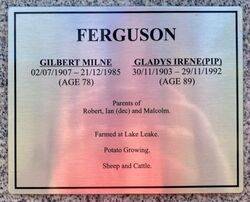 FERGUSON
GILBERT MILNE GLADYS IRENE(PIP)
02/07/1907 – 21/12/1985 30/11/1903 – 29/11/1992
(AGE 78) (AGE 89)
Parents of
Robert, Ian (dec) and Malcolm.
Farmed at Lake Leake.
Potato Growing,
Sheep and Cattle.